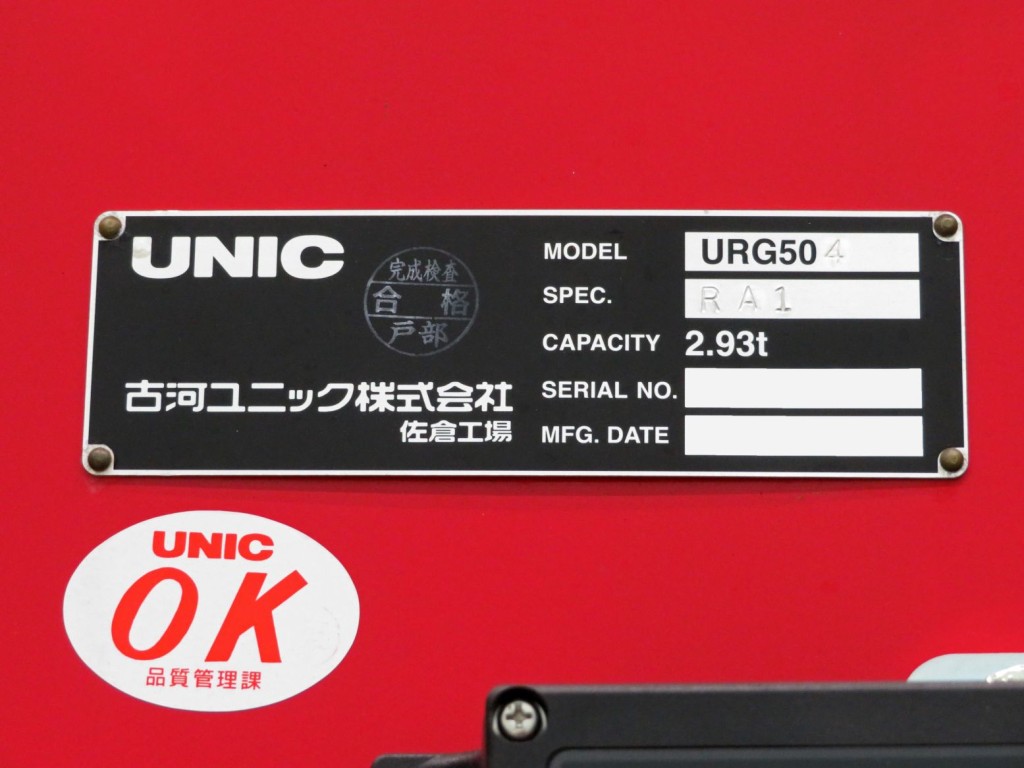 UNIC
完成検査
合格
戸部
古河ユニック株式会社
佐倉工場
MODEL URG504
SPEC. RA1
CAPACITY 2.93t
SERIAL NO.
MFG. DATE
UNIC
OK
品質管理課